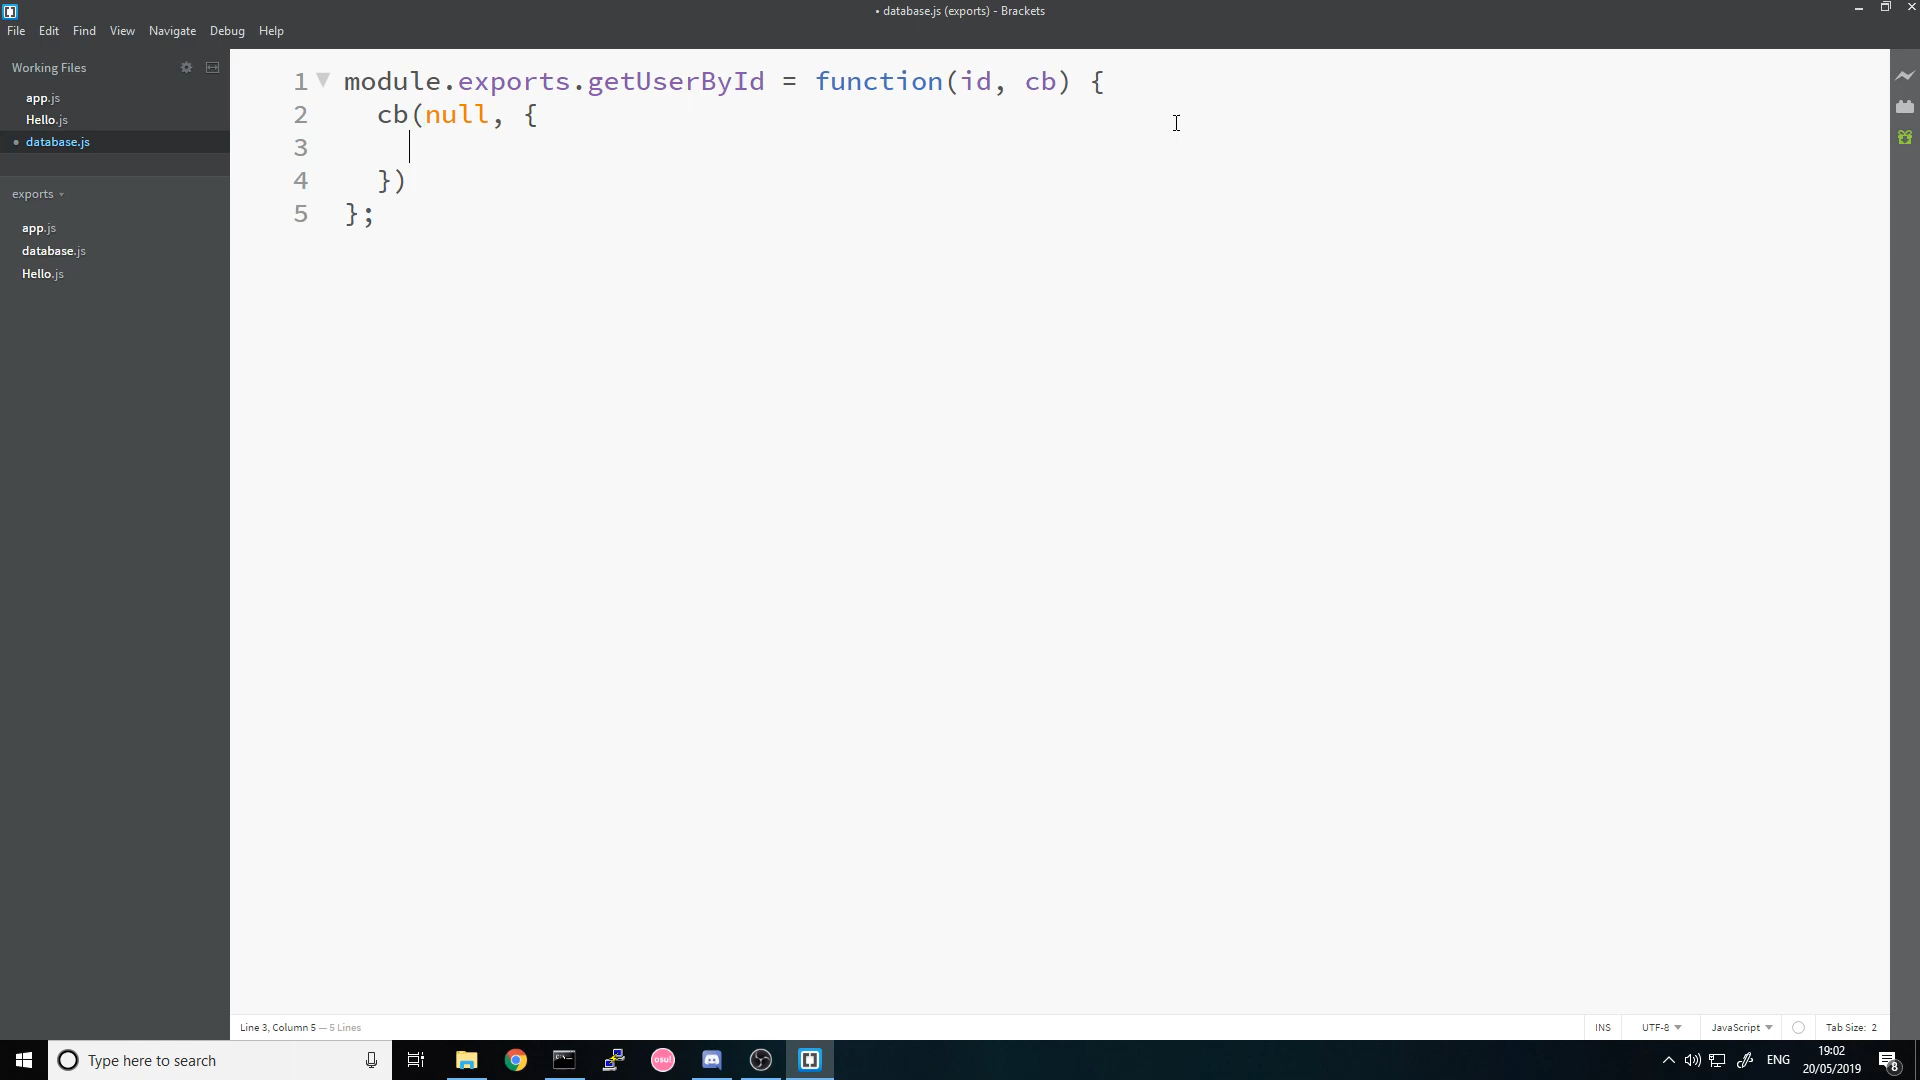 • database.js (exports) - Brackets
File Edit Find View Navigate Debug Help
Working Files
app.js
Hello.js
• database.js
exports
app.js
database.js
Hello.js
1 module.exports.getUserById = function(id, cb) {
2 cb(null, {
3
4 })
5 };
Line 3, Column 5 — 5 Lines
INS UTF-8 JavaScript Tab Size: 2
Type here to search
osu!
ENG
19:02
20/05/2019
8